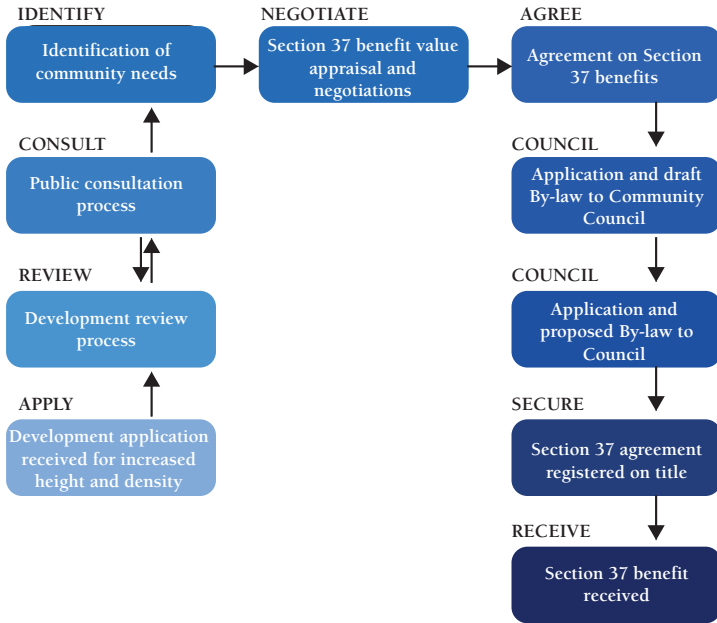 IDENTIFY
Identification of
community needs
NEGOTIATE
Section 37 benefit value
appraisal and
negotiations
AGREE
Agreement on Section
37 benefits
CONSULT
Public consultation
process
COUNCIL
Application and draft
By-law to Community
Council
REVIEW
Development review
process
COUNCIL
Application and
proposed By-law to
Council
APPLY
Development application
received for increased
height and density
SECURE
Section 37 agreement
registered on title
RECEIVE
Section 37 benefit
received